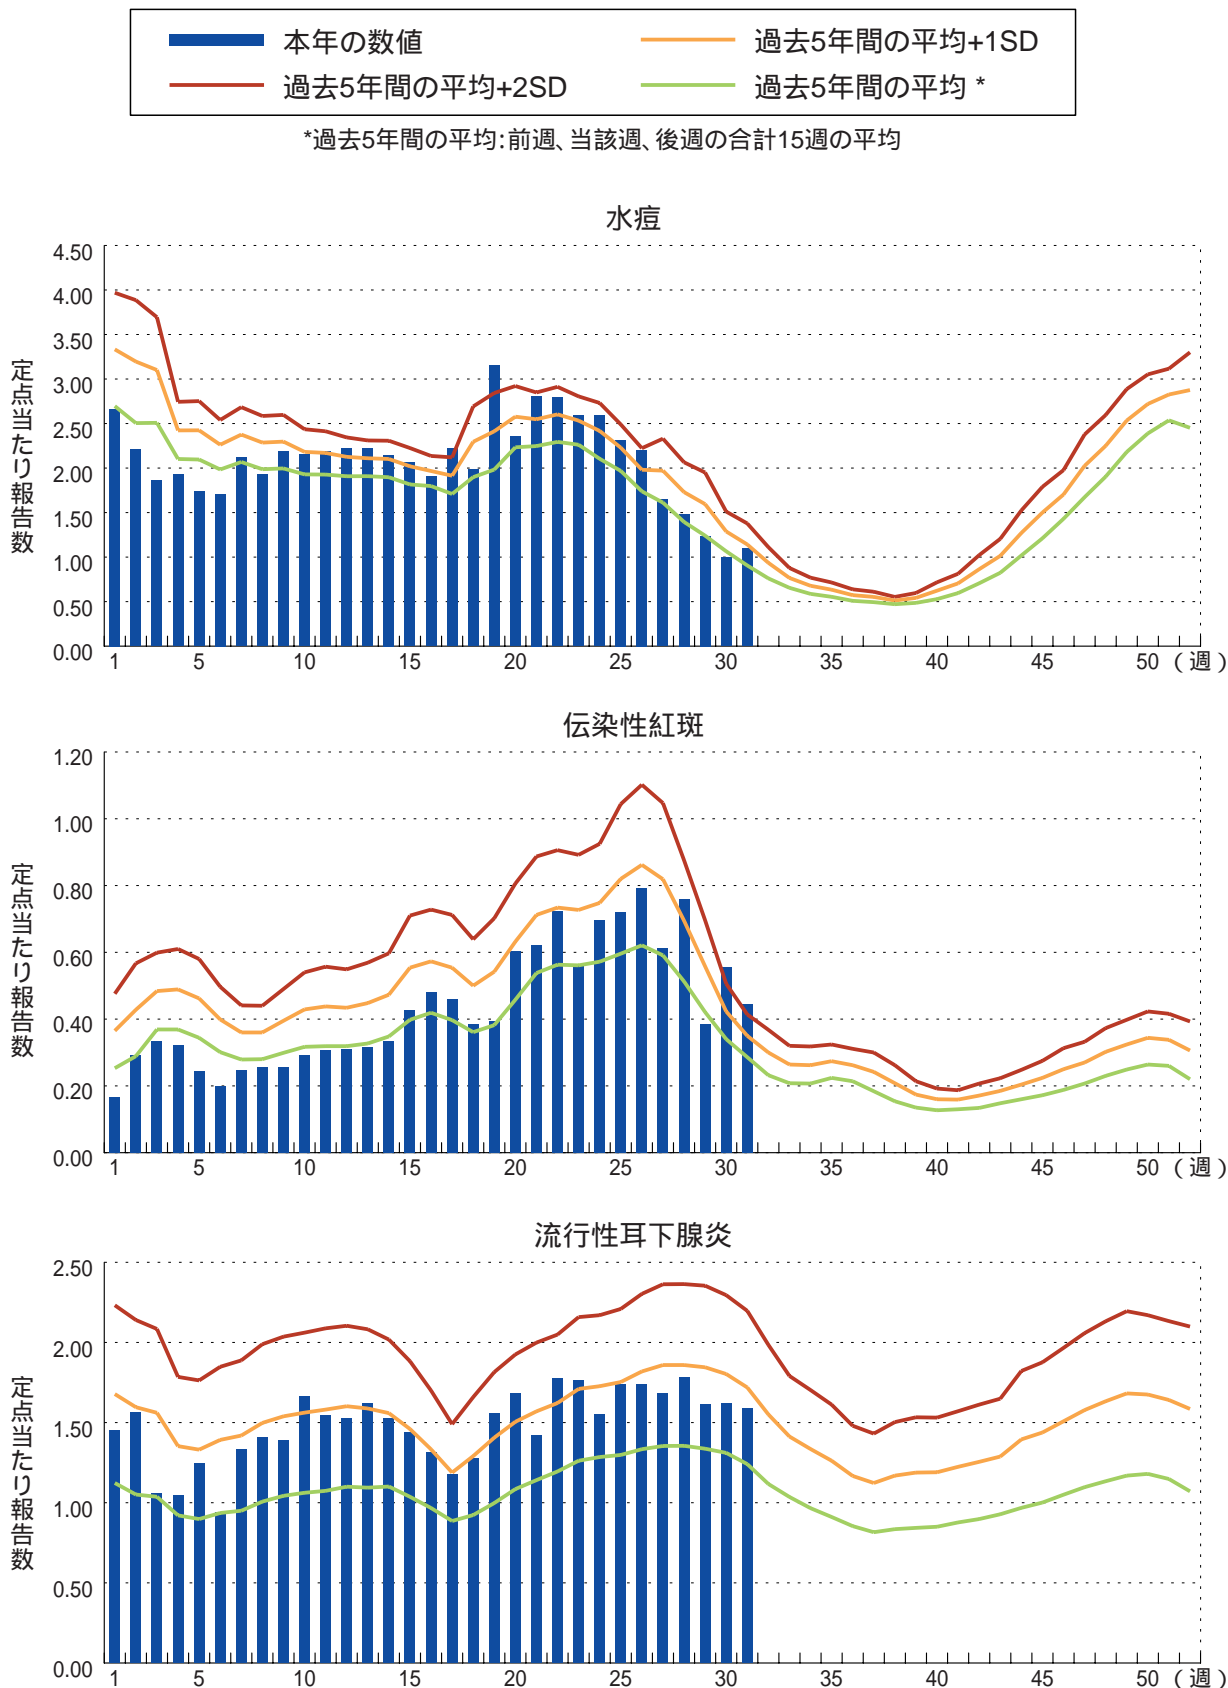 本年の数値
過去5年間の平均+1SD
過去5年間の平均+2SD
過去5年間の平均 *
*過去5年間の平均:前週、当該週、後週の合計15週の平均
水痘
4.50
4.00
3.50
3.00
2.50
2.00
1.50
1.00
0.50
0.00
定点当たり報告数
1 5 10 15 20 25 30 35 40 45 50 (週)
伝染性紅斑
1.20
1.00
0.80
0.60
0.40
0.20
0.00
定点当たり報告数
1 5 10 15 20 25 30 35 40 45 50 (週)
流行性耳下腺炎
2.50
2.00
1.50
1.00
0.50
0.00
定点当たり報告数
1 5 10 15 20 25 30 35 40 45 50 (週)